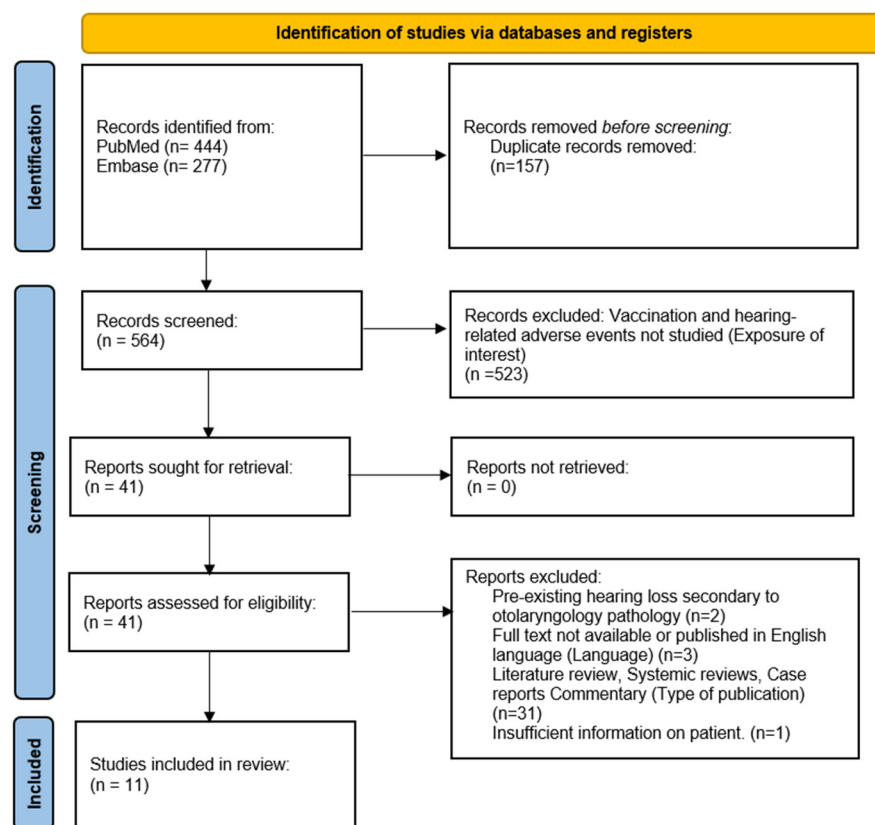 Identification of studies via databases and registers
Identification
Records identified from:
PubMed (n= 444)
Embase (n= 277)
Records removed before screening:
Duplicate records removed:
(n=157)
Screening
Records screened:
(n = 564)
Records excluded: Vaccination and hearing-
related adverse events not studied (Exposure of
interest)
(n =523)
Reports sought for retrieval:
(n = 41)
Reports not retrieved:
(n = 0)
Reports assessed for eligibility:
(n = 41)
Reports excluded:
Pre-existing hearing loss secondary to
otolaryngology pathology (n=2)
Full text not available or published in English
language (Language) (n=3)
Literature review, Systemic reviews, Case
reports Commentary (Type of publication)
(n=31)
Insufficient information on patient. (n=1)
Included
Studies included in review:
(n = 11)